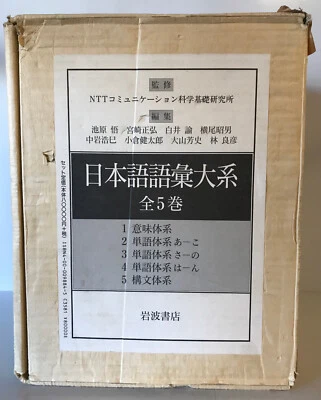 監修
NTTコミュニケーション科学基礎研究所
編集
池原 悟 宮崎正弘 白井 諭 横尾昭男
中岩浩巳 小倉健太郎 大山芳史 林 良彦
日本語語彙大系
全5巻
1 意味体系
2 単語体系 あ—こ
3 単語体系 さ—の
4 単語体系 は—ん
5 構文体系
岩波書店